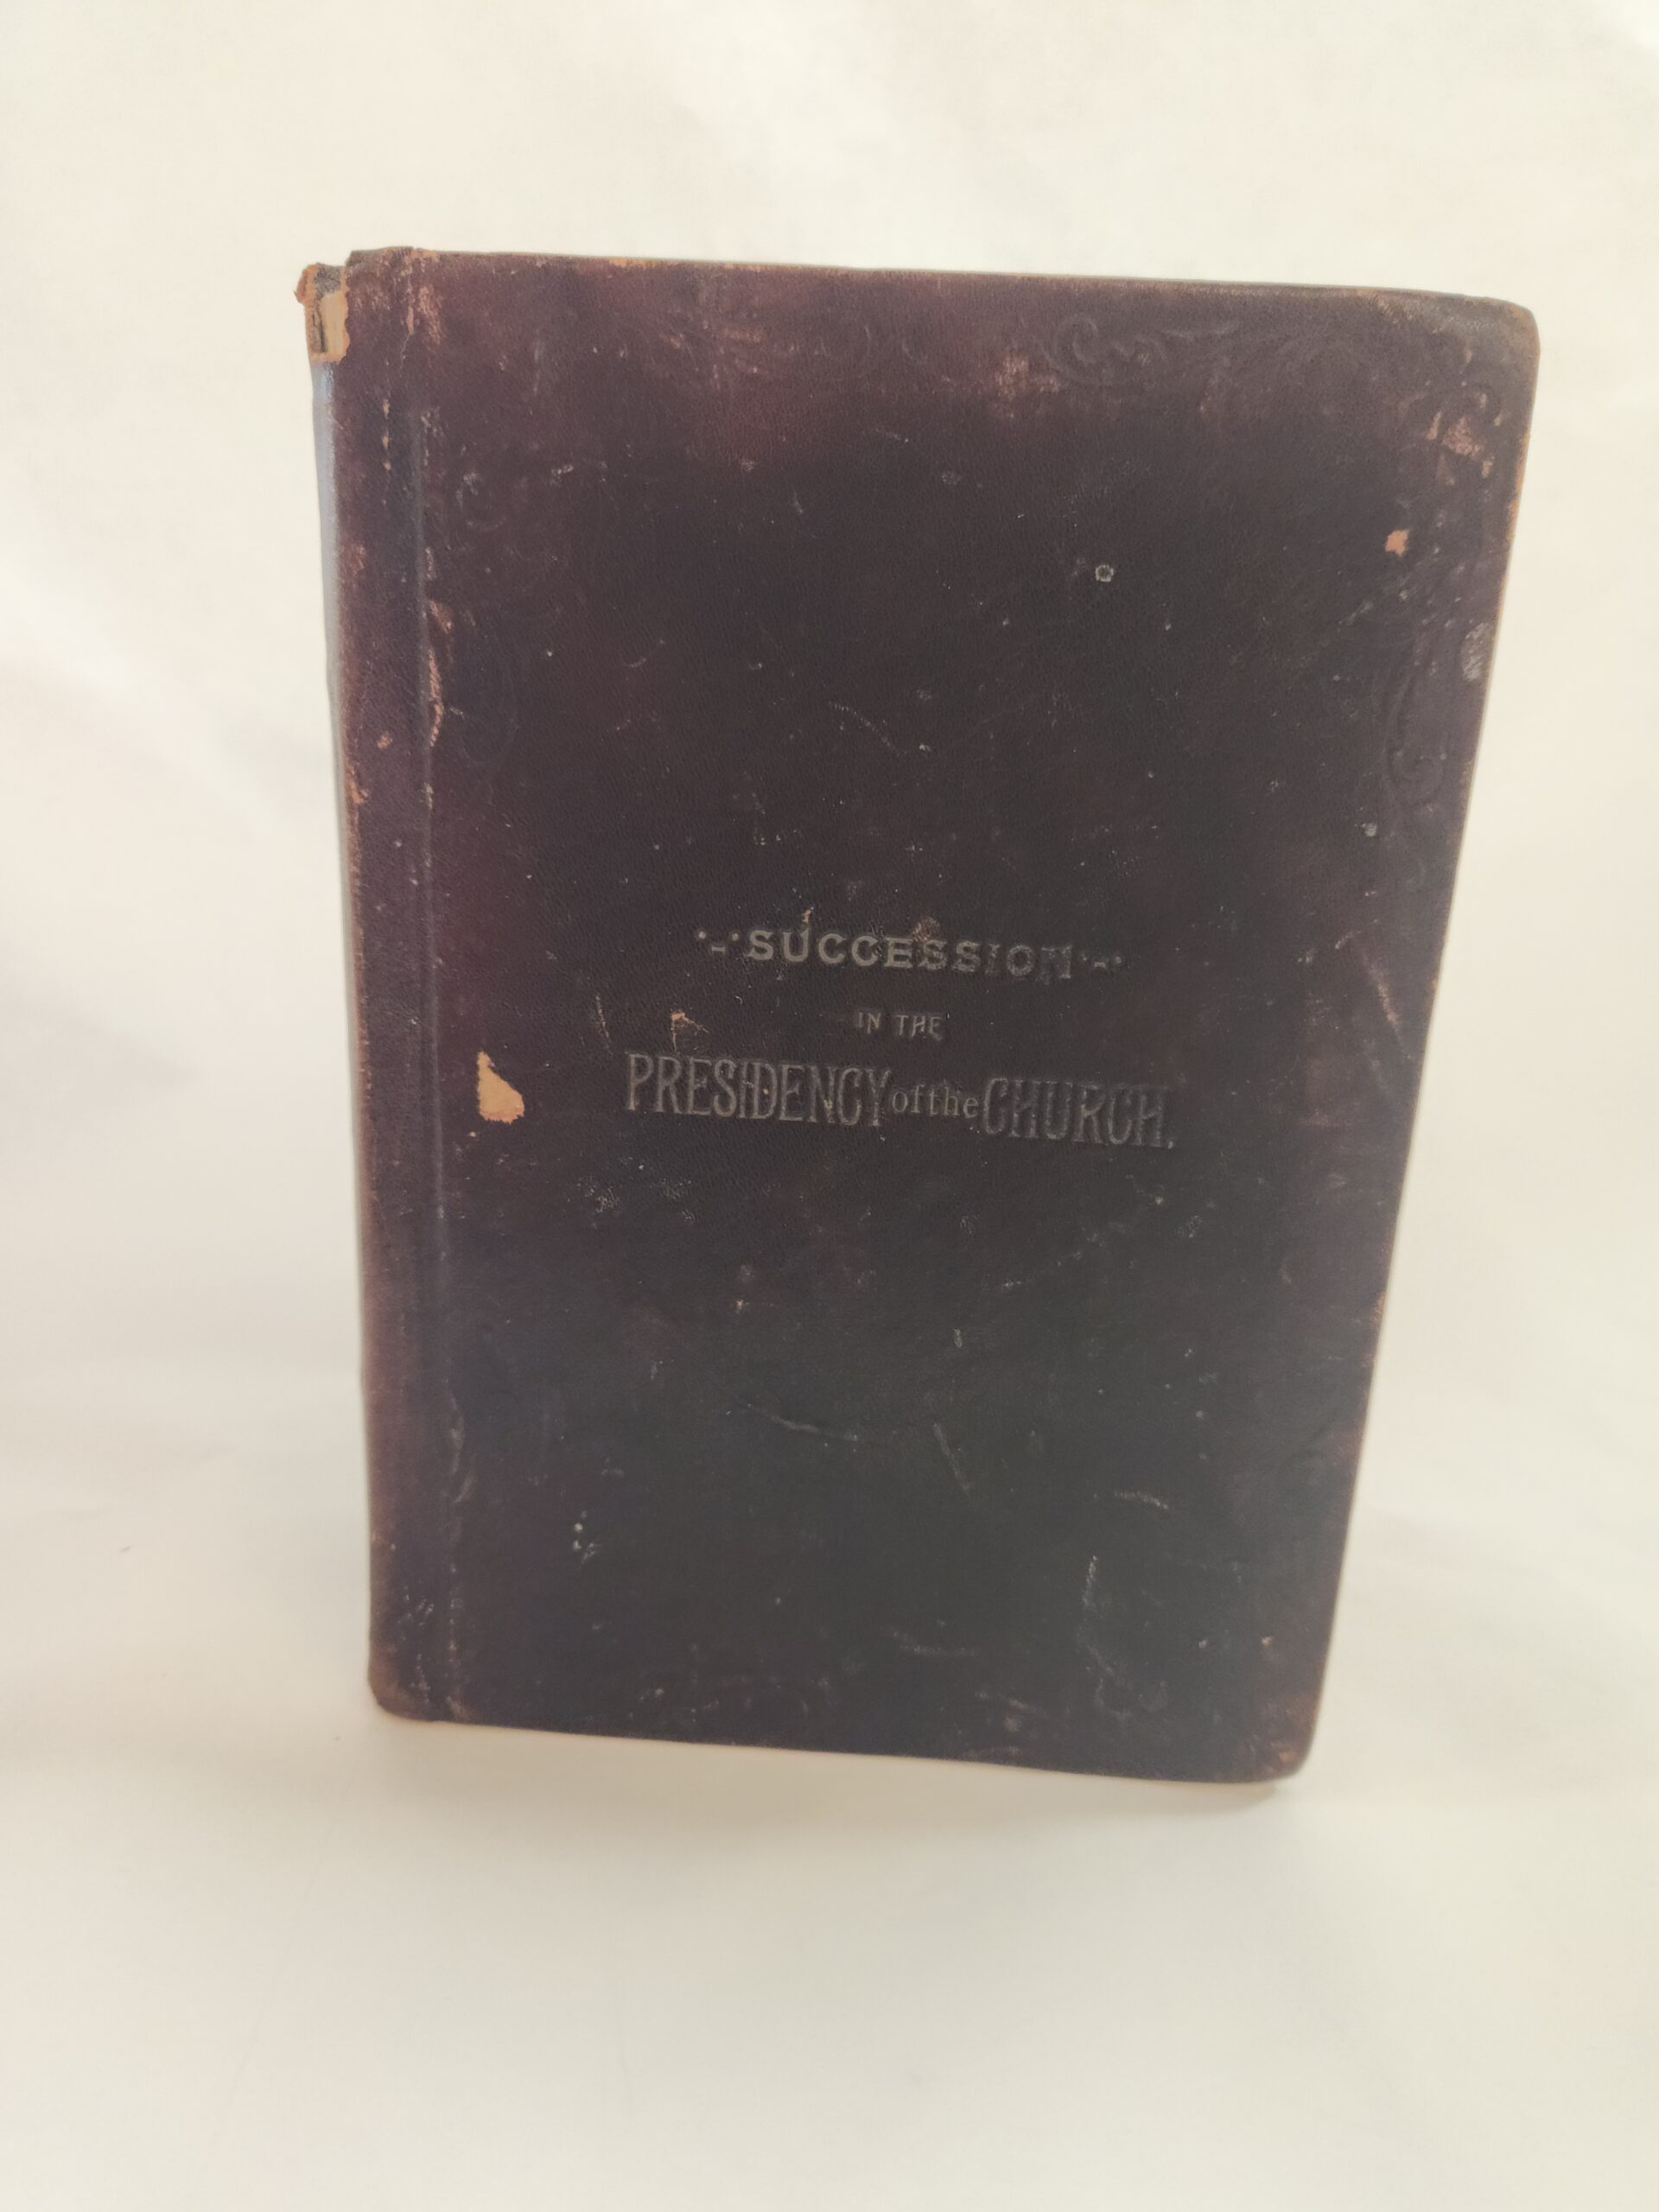 SUCCESSION
IN THE
PRESIDENCY of the CHURCH.